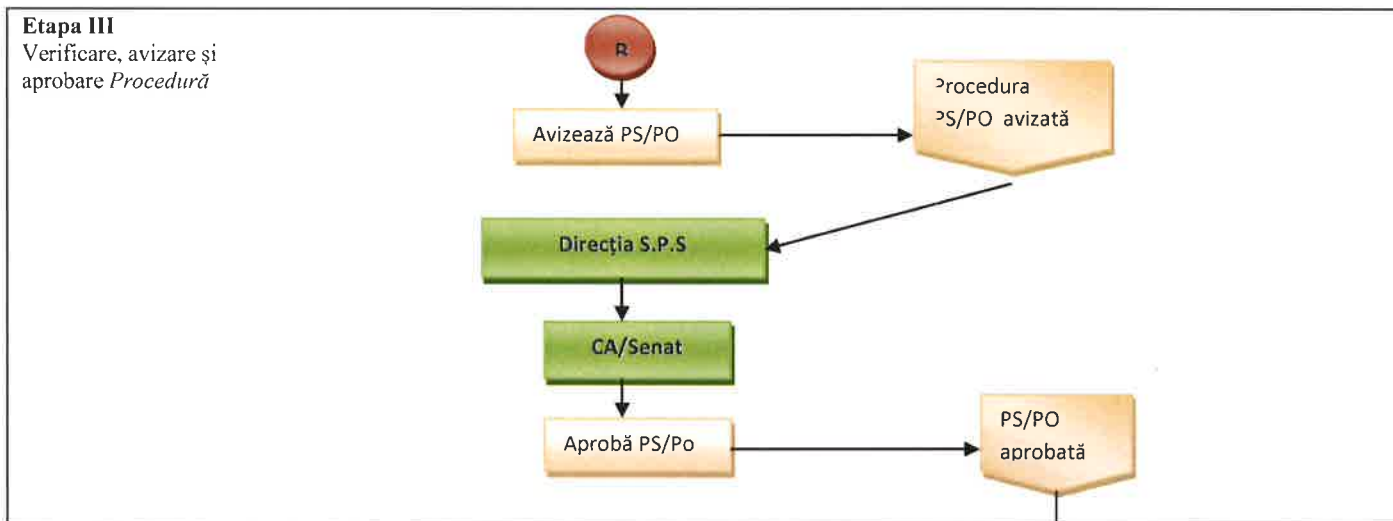 Etapa III
Verificare, avizare și
aprobare Procedură
Procedura
PS/PO avizată
Avizează PS/PO
Direcția S.P.S
CA/Senat
Aprobă PS/Po
PS/PO
aprobată